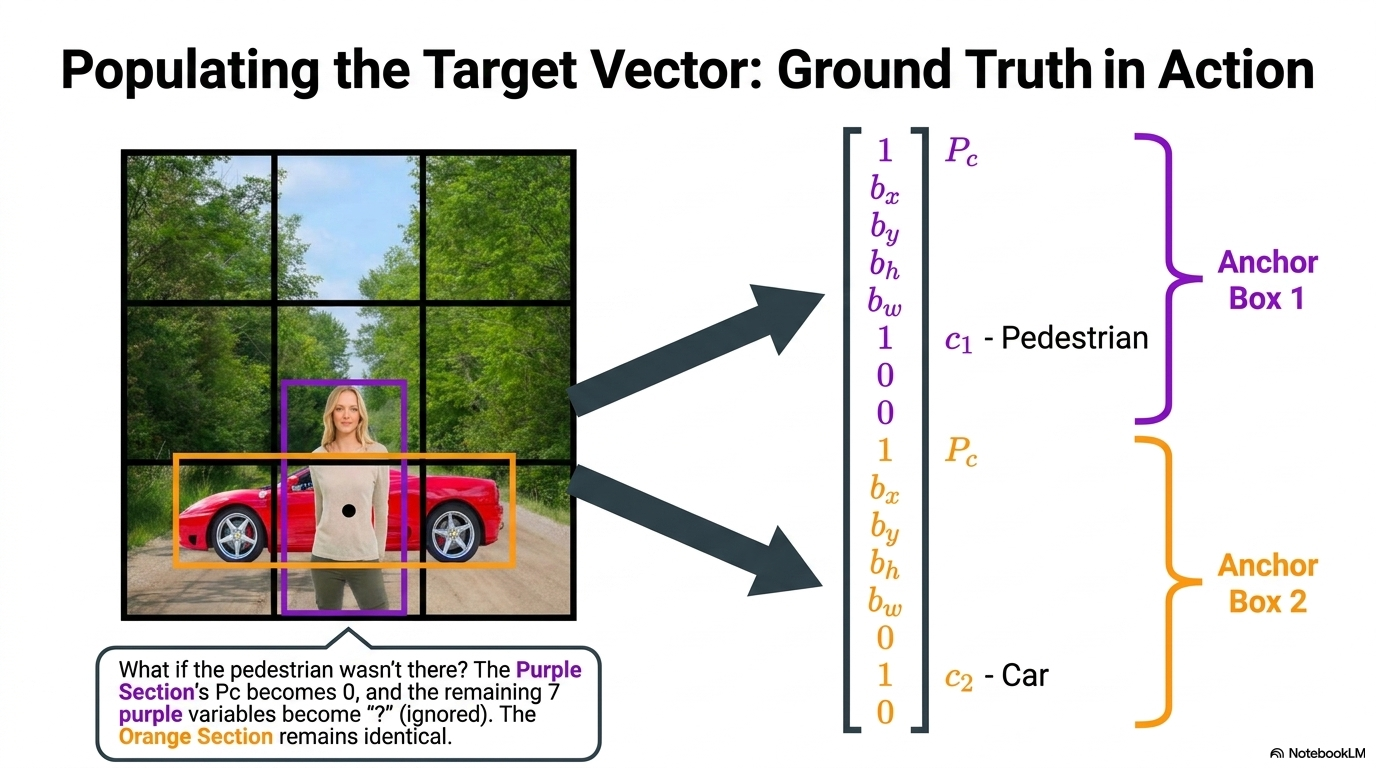 Populating the Target Vector: Ground Truth in Action
1 P_c
b_x
b_y
b_h
b_w
1 c_1 - Pedestrian
0
0
Anchor
Box 1
1 P_c
b_x
b_y
b_h
b_w
0
1 c_2 - Car
0
Anchor
Box 2
What if the pedestrian wasn't there? The Purple
Section's Pc becomes 0, and the remaining 7
purple variables become “?” (ignored). The
Orange Section remains identical.
NotebookLM